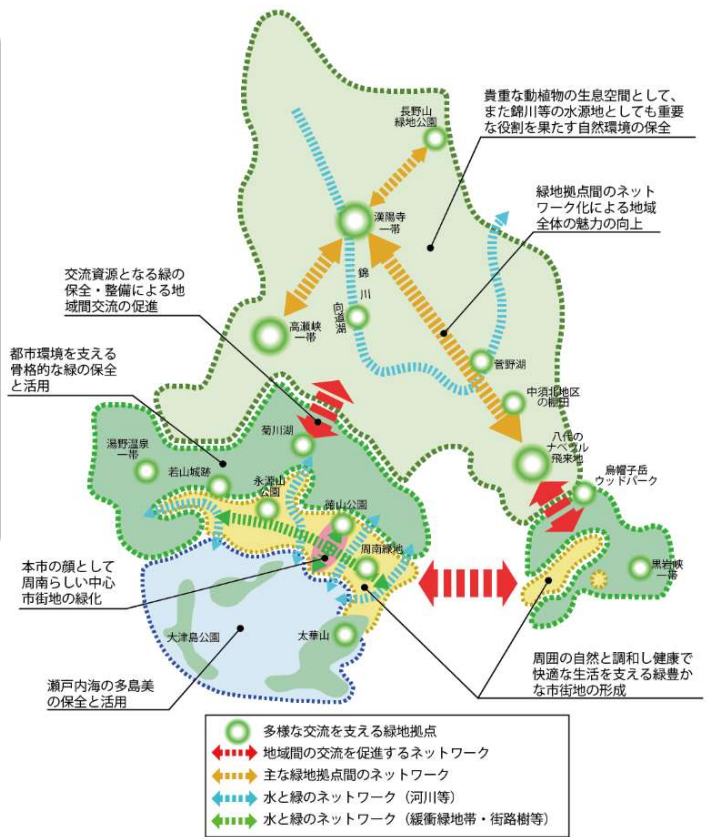 貴重な動植物の生息空間として、
また錦川等の水源地としても重要
な役割を果たす自然環境の保全
長野山
緑地公園
緑地拠点間のネット
ワーク化による地域
全体の魅力の向上
漢陽寺
一帯
錦川
向道湖
交流資源となる緑の
保全・整備による地
域間交流の促進
高瀬峡
一帯
菅野湖
都市環境を支える
骨格的な緑の保全
と活用
中須北地区
の棚田
菊川湖
八代の
ナベヅル
飛来地
湯野温泉
一帯
若山城跡
永源山
公園
烏帽子岳
ウッドパーク
徳山公園
周南緑地
黒岩峡
一帯
本市の顔として
周南らしい中心
市街地の緑化
大津島公園
太華山
周囲の自然と調和し健康で
快適な生活を支える緑豊か
な市街地の形成
瀬戸内海の多島美
の保全と活用
多様な交流を支える緑地拠点
地域間の交流を促進するネットワーク
主な緑地拠点間のネットワーク
水と緑のネットワーク（河川等）
水と緑のネットワーク（緩衝緑地帯・街路樹等）